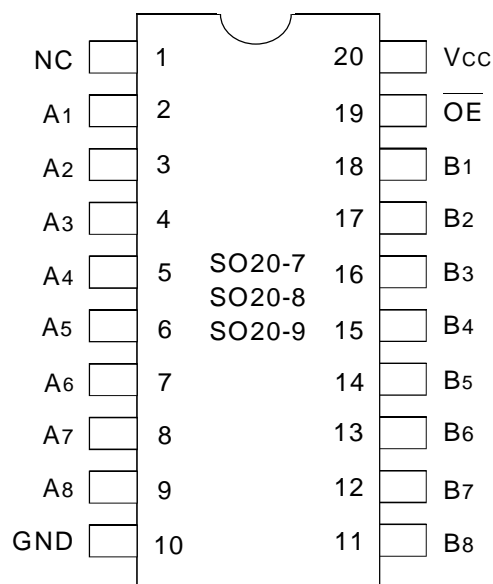 NC 1 20 VCC
A1 2 19 O̅E̅
A2 3 18 B1
A3 4 17 B2
A4 5 SO20-7 16 B3
SO20-8
A5 6 SO20-9 15 B4
A6 7 14 B5
A7 8 13 B6
A8 9 12 B7
GND 10 11 B8